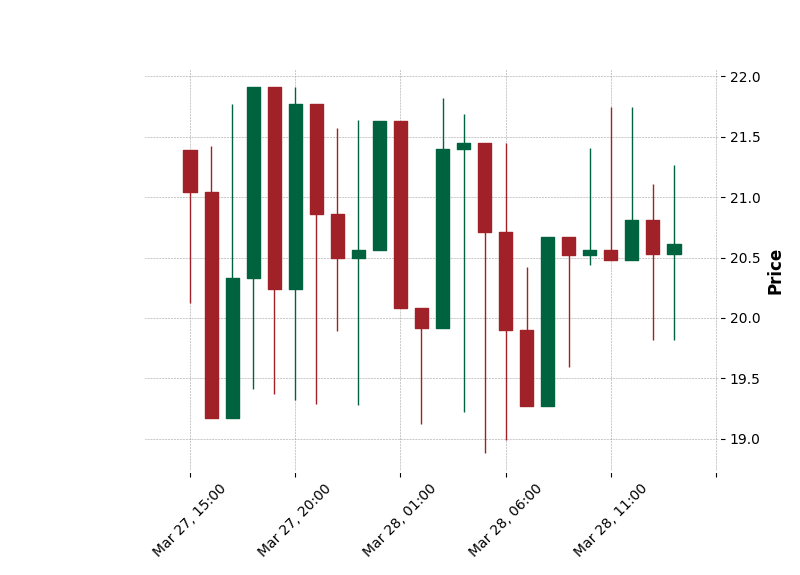 22.0
21.5
21.0
20.5
20.0
19.5
19.0
Price
Mar 27, 15:00
Mar 27, 20:00
Mar 28, 01:00
Mar 28, 06:00
Mar 28, 11:00